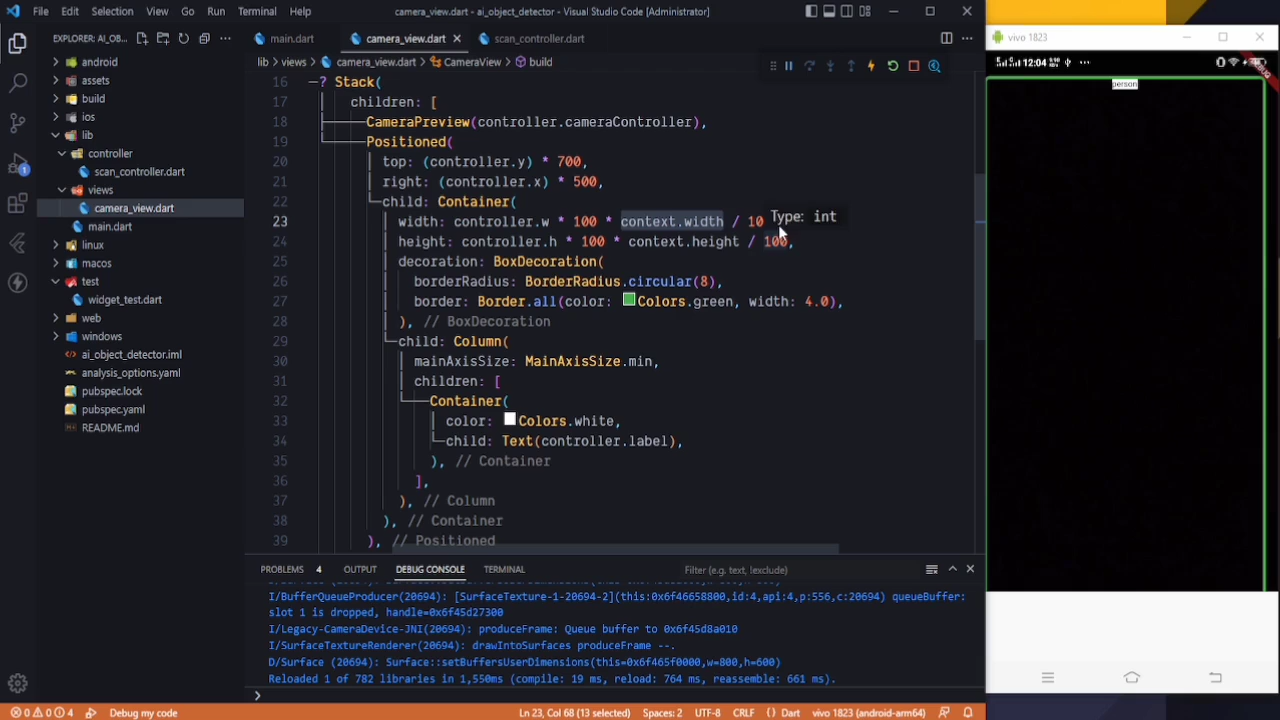 File Edit Selection View Go Run Terminal Help
camera_view.dart - ai_object_detector - Visual Studio Code [Administrator]
EXPLORER: AI_OB...
android
assets
build
ios
lib
controller
scan_controller.dart
views
camera_view.dart
main.dart
linux
macos
test
widget_test.dart
web
windows
ai_object_detector.iml
analysis_options.yaml
pubspec.lock
pubspec.yaml
README.md
1
main.dart camera_view.dart scan_controller.dart
lib > views > camera_view.dart > CameraView > build
16 ? Stack(
17 children: [
18 CameraPreview(controller.cameraController),
19 Positioned(
20 top: (controller.y) * 700,
21 right: (controller.x) * 500,
22 child: Container(
23 width: controller.w * 100 * context.width / 10
Type: int
24 height: controller.h * 100 * context.height / 100,
25 decoration: BoxDecoration(
26 borderRadius: BorderRadius.circular(8),
27 border: Border.all(color: Colors.green, width: 4.0),
28 ), // BoxDecoration
29 child: Column(
30 mainAxisSize: MainAxisSize.min,
31 children: [
32 Container(
33 color: Colors.white,
34 child: Text(controller.label),
35 ), // Container
36 ],
37 ), // Column
38 ), // Container
39 ), // Positioned
PROBLEMS 4 OUTPUT DEBUG CONSOLE TERMINAL
Filter (e.g. text, !exclude)
I/BufferQueueProducer(20694): [SurfaceTexture-1-20694-2](this:0x6f46658800,id:4,api:4,p:556,c:20694) queueBuffer:
slot 1 is dropped, handle=0x6f45d27300
I/Legacy-CameraDevice-JNI(20694): produceFrame: Queue buffer to 0x6f45d8a010
I/SurfaceTextureRenderer(20694): drawIntoSurfaces produceFrame --.
D/Surface (20694): Surface::setBuffersUserDimensions(this=0x6f465f0000,w=800,h=600)
Reloaded 1 of 782 libraries in 1,550ms (compile: 19 ms, reload: 764 ms, reassemble: 661 ms).
>
0 0 0 4 Debug my code
Ln 23, Col 68 (13 selected) Spaces: 2 UTF-8 CRLF {} Dart vivo 1823 (android-arm64)
vivo 1823
12:04
DEBUG
person